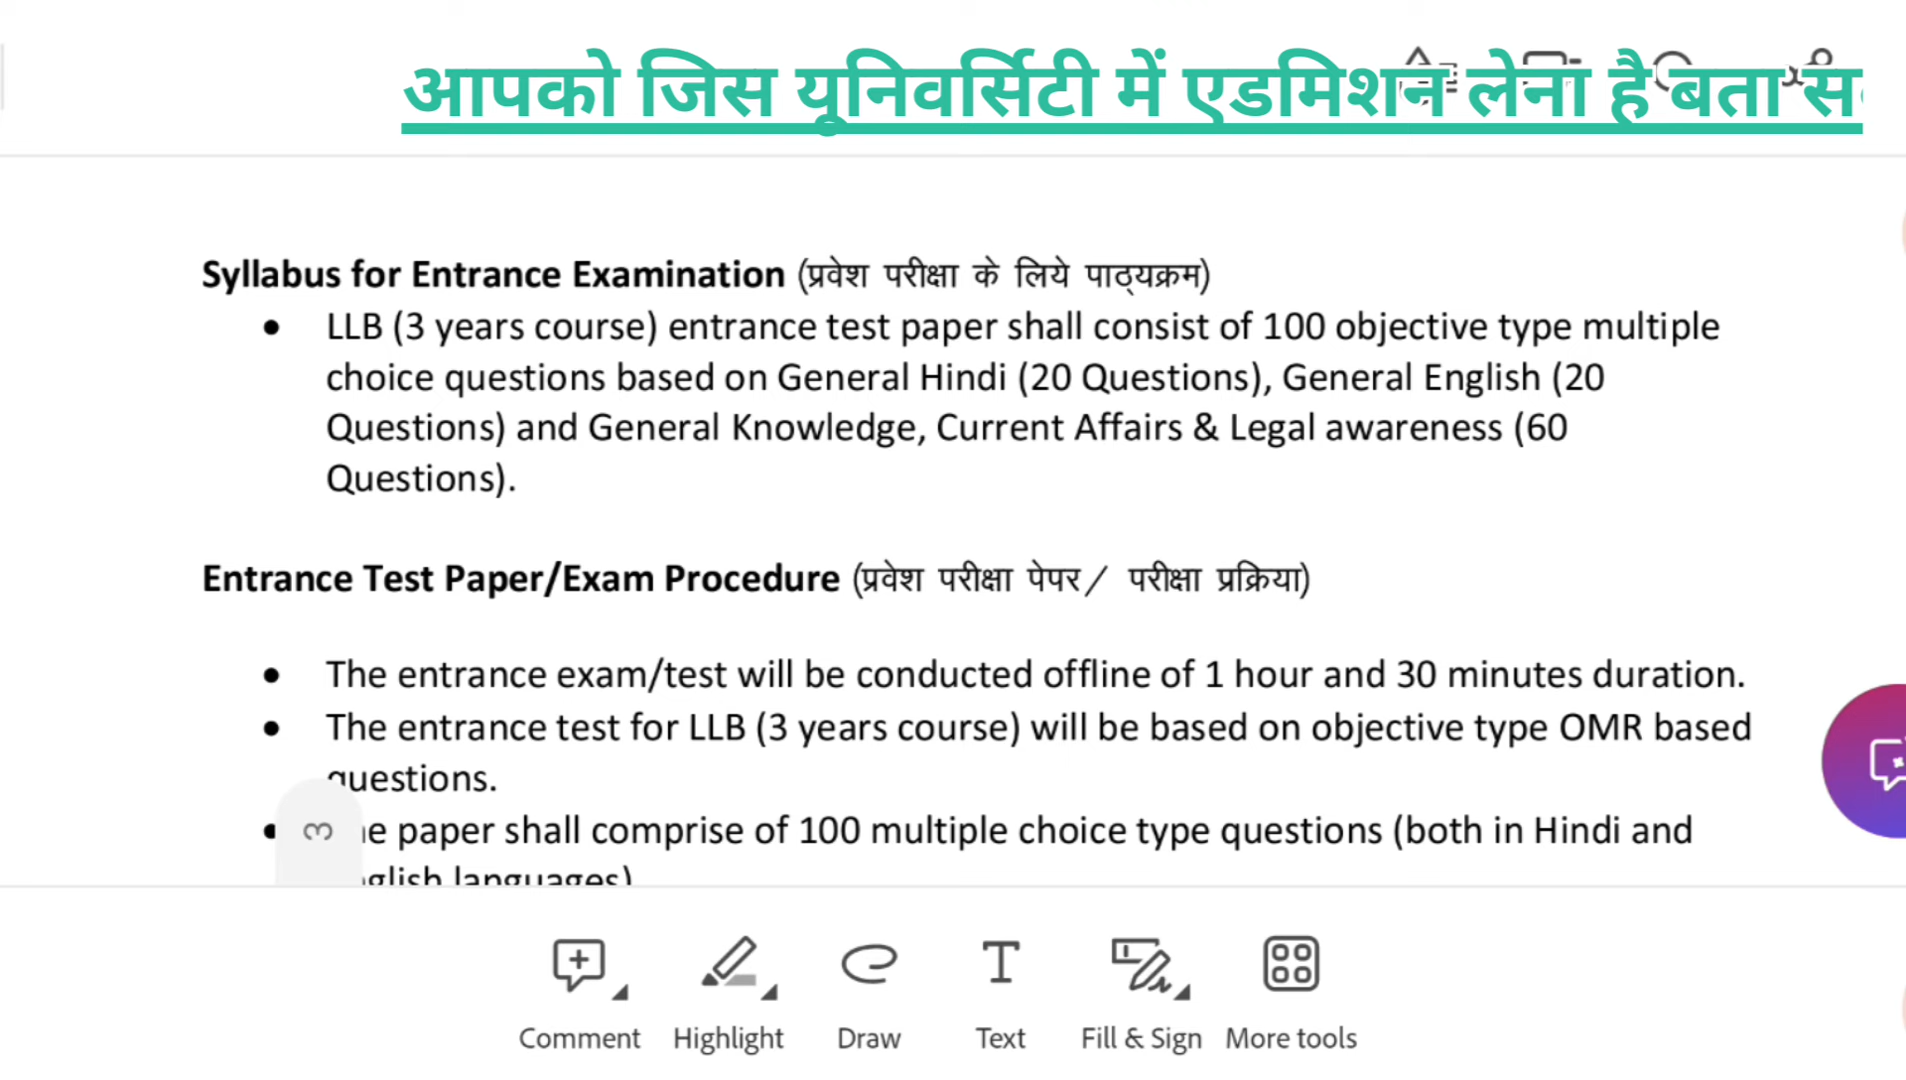 आपको जिस यूनिवर्सिटी में एडमिशन लेना है बता
Syllabus for Entrance Examination (प्रवेश परीक्षा के लिये पाठ्यक्रम)
• LLB (3 years course) entrance test paper shall consist of 100 objective type multiple
choice questions based on General Hindi (20 Questions), General English (20
Questions) and General Knowledge, Current Affairs & Legal awareness (60
Questions).
Entrance Test Paper/Exam Procedure (प्रवेश परीक्षा पेपर/ परीक्षा प्रक्रिया)
• The entrance exam/test will be conducted offline of 1 hour and 30 minutes duration.
• The entrance test for LLB (3 years course) will be based on objective type OMR based
questions.
• paper shall comprise of 100 multiple choice type questions (both in Hindi and
languages)
3
Comment Highlight Draw Text Fill & Sign More tools